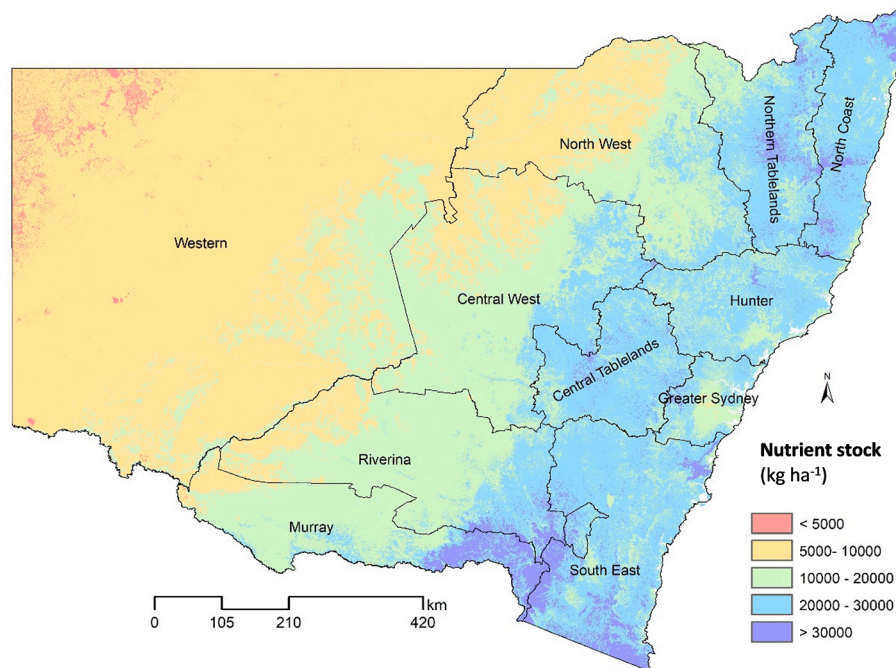 North West
Northern Tablelands
North Coast
Western
Central West
Hunter
Central Tablelands
Greater Sydney
Riverina
Murray
South East
N
Nutrient stock
(kg ha-1)
< 5000
5000- 10000
10000 - 20000
20000 - 30000
> 30000
km
0 105 210 420